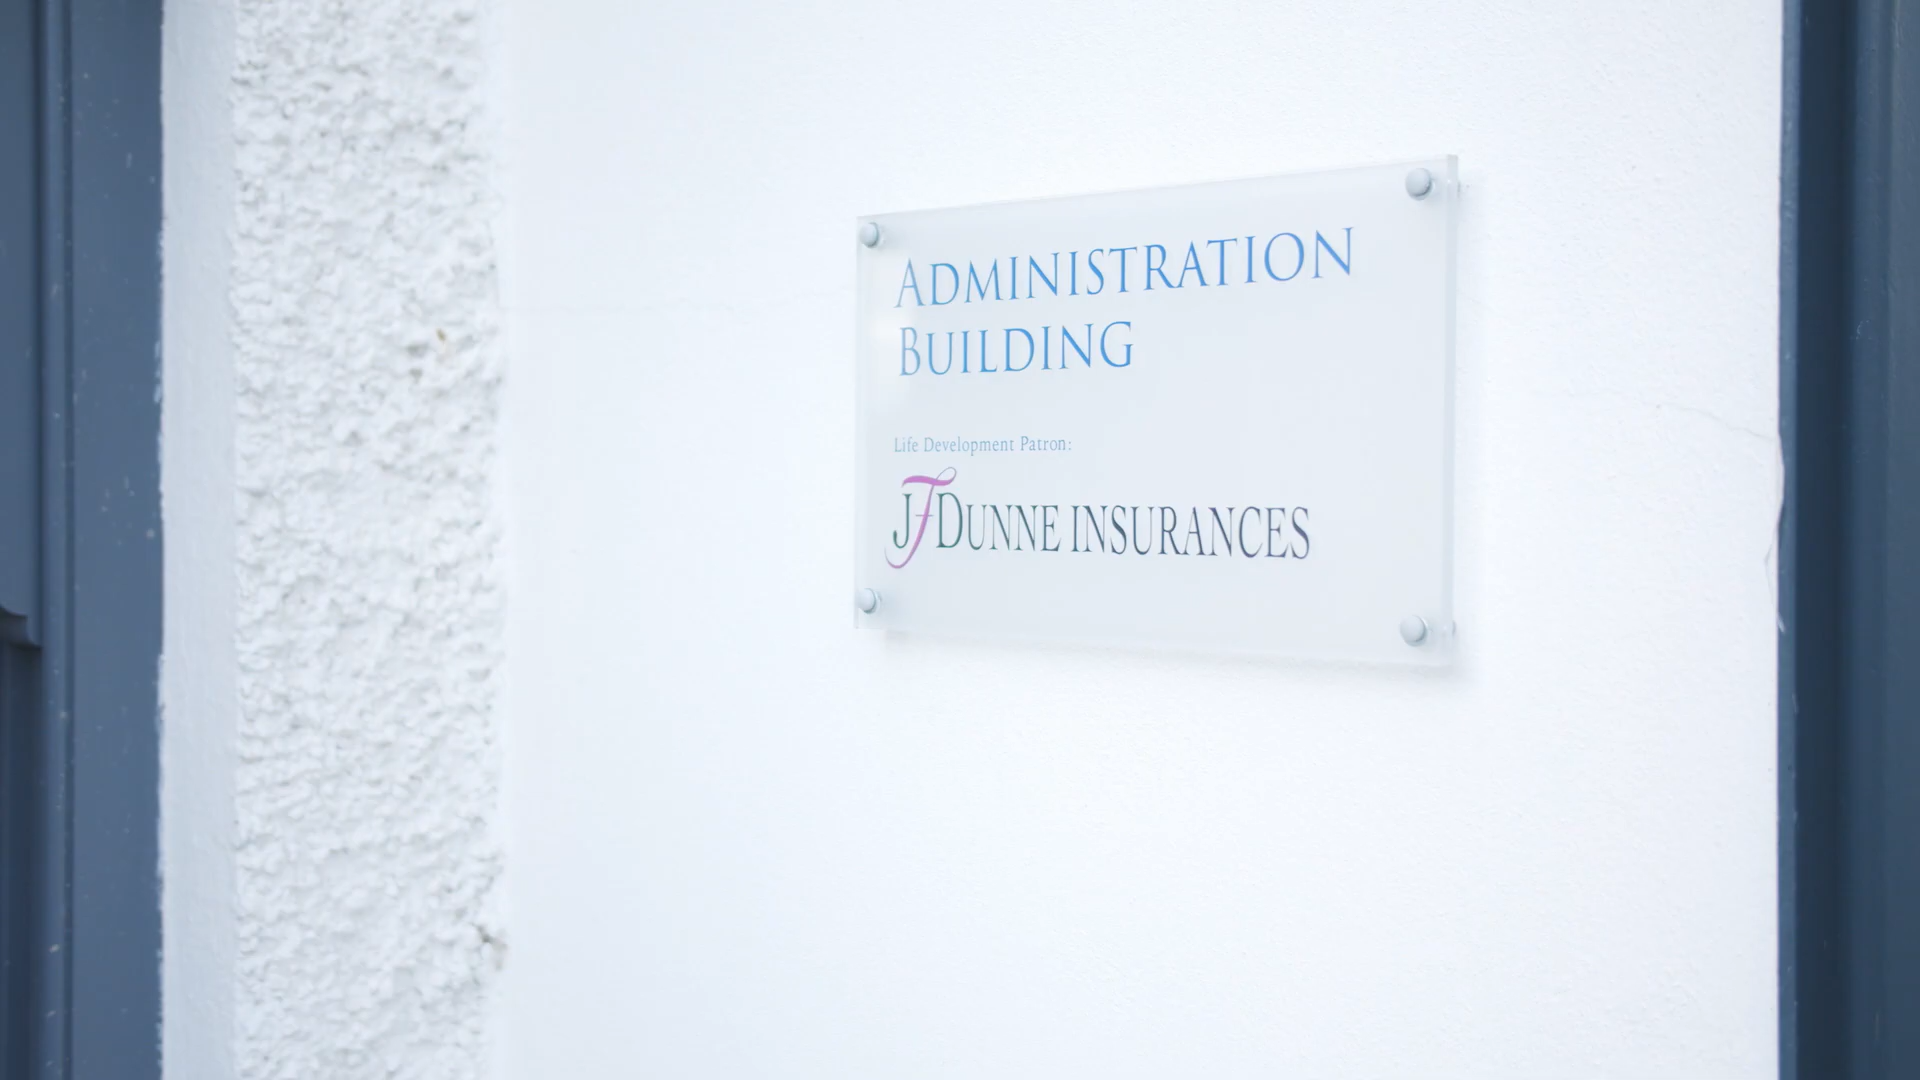 ADMINISTRATION
BUILDING
Life Development Patron:
JF DUNNE INSURANCES